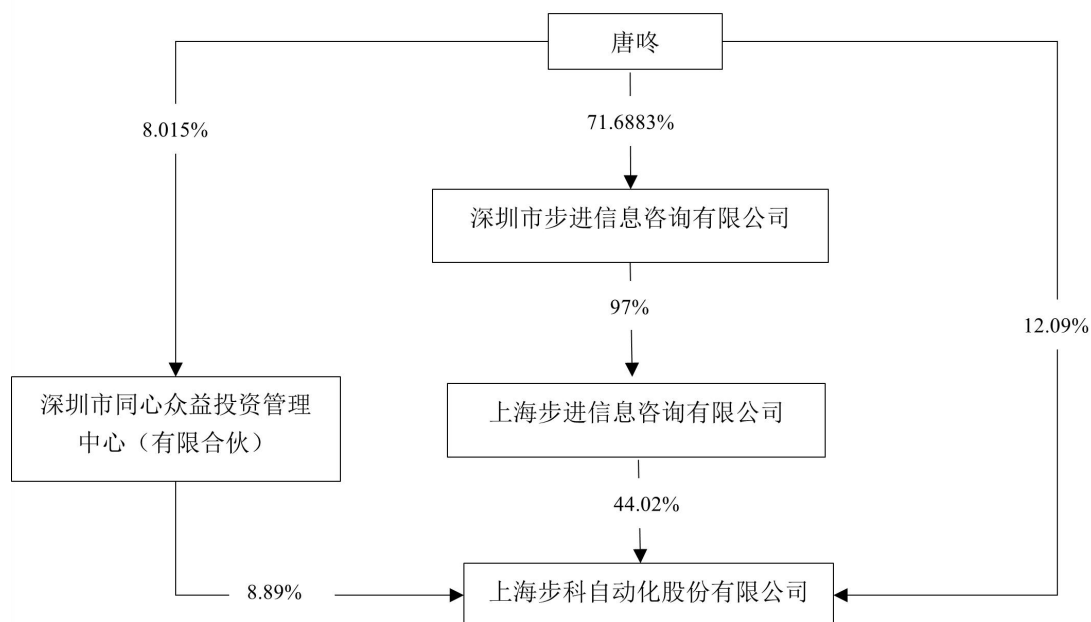 唐咚
8.015%
71.6883%
深圳市步进信息咨询有限公司
97%
12.09%
深圳市同心众益投资管理
中心（有限合伙）
上海步进信息咨询有限公司
44.02%
8.89%
上海步科自动化股份有限公司